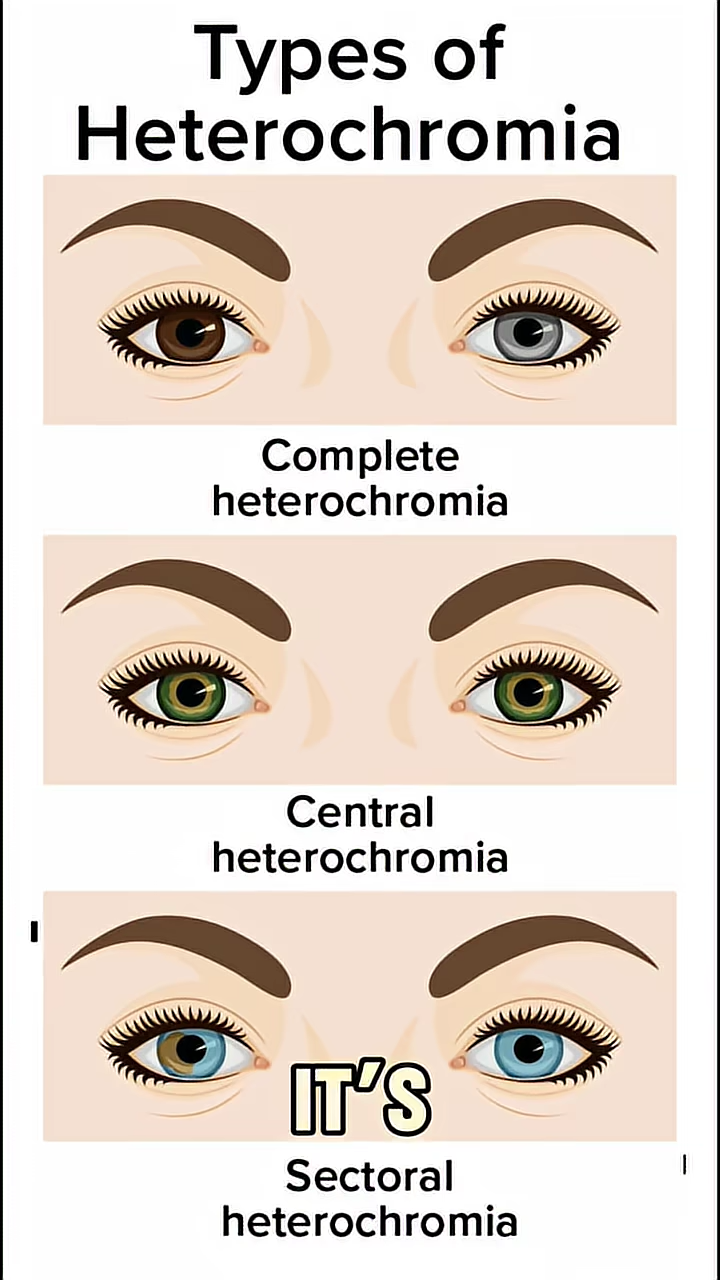 Types of
Heterochromia
Complete
heterochromia
Central
heterochromia
IT'S
Sectoral
heterochromia